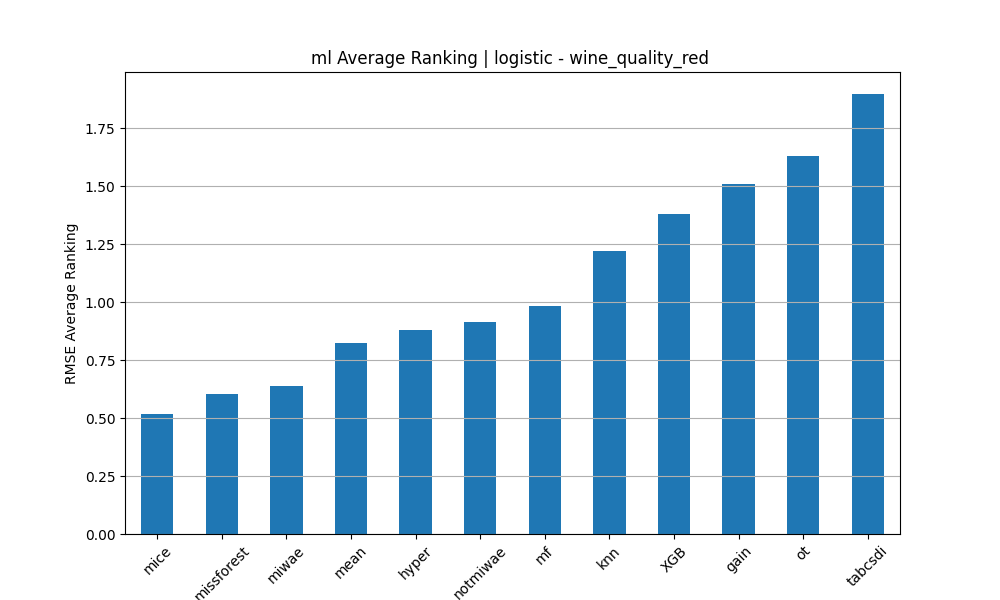 ml Average Ranking | logistic - wine_quality_red
RMSE Average Ranking
1.75
1.50
1.25
1.00
0.75
0.50
0.25
0.00
mice
missforest
miwae
mean
hyper
notmiwae
mf
knn
XGB
gain
ot
tabcsdi